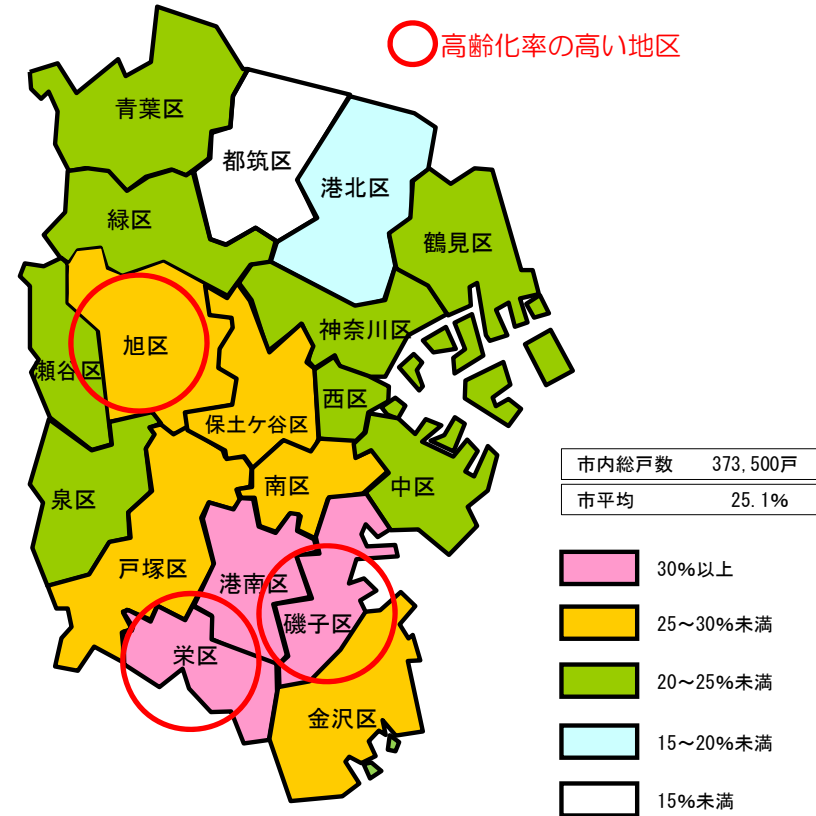 高齢化率の高い地区
青葉区
都筑区
港北区
緑区
鶴見区
神奈川区
旭区
瀬谷区
西区
保土ケ谷区
市内総戸数 373,500戸
市平均 25.1%
南区
中区
泉区
戸塚区
港南区
磯子区
栄区
金沢区
30%以上
25~30%未満
20~25%未満
15~20%未満
15%未満